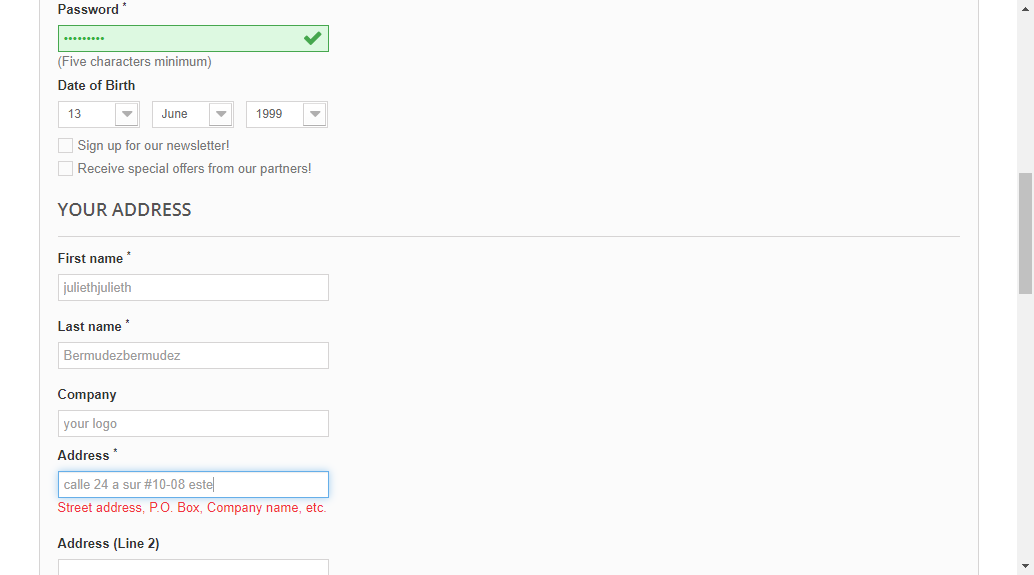 Password *
•••••••••
(Five characters minimum)
Date of Birth
13 June 1999
Sign up for our newsletter!
Receive special offers from our partners!
YOUR ADDRESS
First name *
juliethjulieth
Last name *
Bermudezbermudez
Company
your logo
Address *
calle 24 a sur #10-08 este
Street address, P.O. Box, Company name, etc.
Address (Line 2)